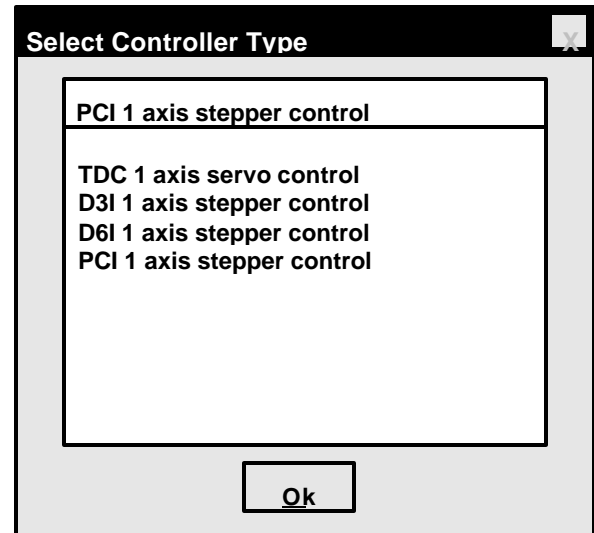 Select Controller Type X
PCI 1 axis stepper control
TDC 1 axis servo control
D3I 1 axis stepper control
D6I 1 axis stepper control
PCI 1 axis stepper control
Ok